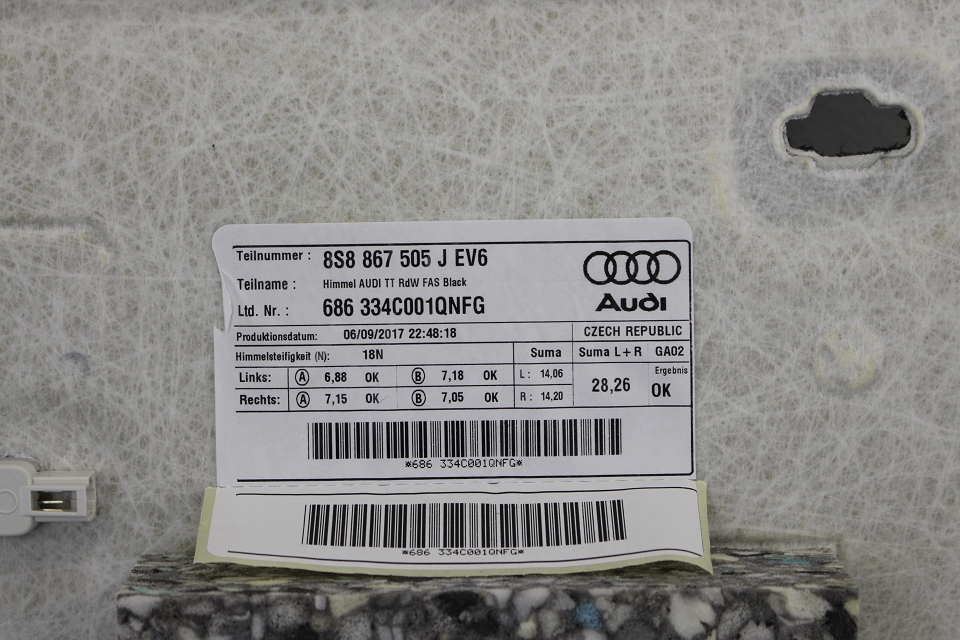 Teilnummer : 8S8 867 505 J EV6
Teilname : Himmel AUDI TT RdW FAS Black
Ltd. Nr. : 686 334C001QNFG
Audi
Produktionsdatum: 06/09/2017 22:48:18 CZECH REPUBLIC
Himmelsteifigkeit (N): 18N Suma Suma L+R GA02
Links: A 6,88 OK B 7,18 OK L: 14,06 28,26 Ergebnis
Rechts: A 7,15 OK B 7,05 OK R: 14,20 OK
*686 334C001QNFG*
*686 334C001QNFG*